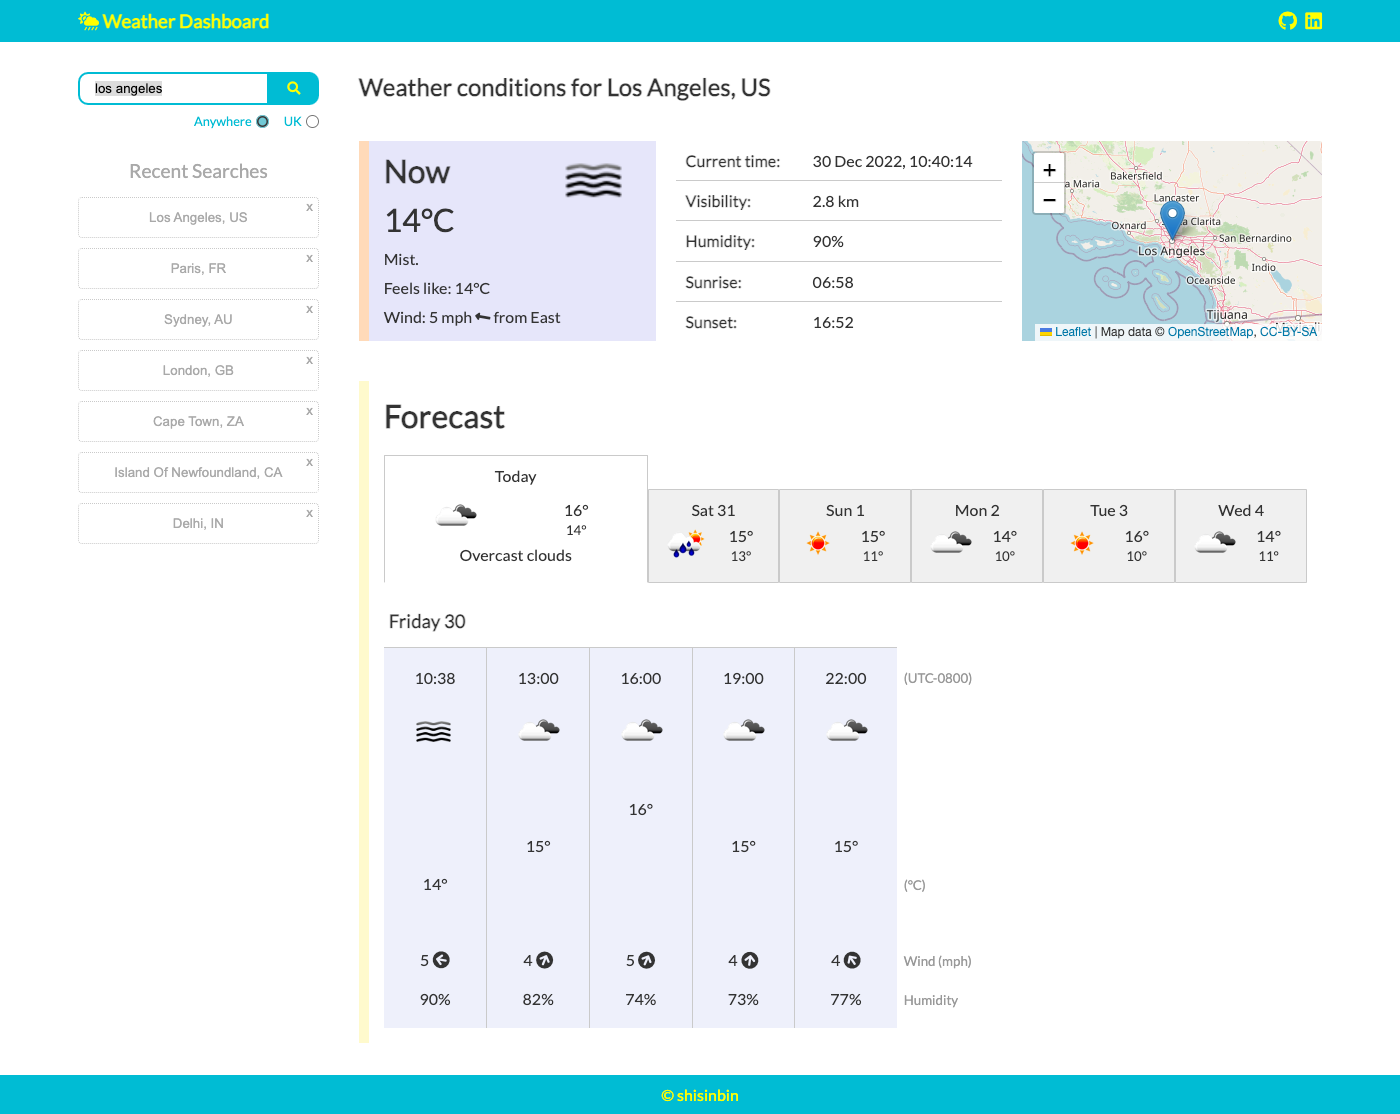 Weather Dashboard
los angeles
Anywhere UK
Recent Searches
Los Angeles, US x
Paris, FR x
Sydney, AU x
London, GB x
Cape Town, ZA x
Island Of Newfoundland, CA x
Delhi, IN x
Weather conditions for Los Angeles, US
Now
14°C
Mist.
Feels like: 14°C
Wind: 5 mph from East
Current time: 30 Dec 2022, 10:40:14
Visibility: 2.8 km
Humidity: 90%
Sunrise: 06:58
Sunset: 16:52
+
−
Bakersfield
a Maria
Lancaster
Oxnard
Clarita
San Bernardino
Los Angeles
Indio
Oceanside
Tijuana
Leaflet | Map data © OpenStreetMap, CC-BY-SA
Forecast
Today
16°
14°
Overcast clouds
Sat 31
15°
13°
Sun 1
15°
11°
Mon 2
14°
10°
Tue 3
16°
10°
Wed 4
14°
11°
Friday 30
10:38 13:00 16:00 19:00 22:00 (UTC-0800)
16°
15° 15° 15°
14° (°C)
5 4 5 4 4 Wind (mph)
90% 82% 74% 73% 77% Humidity
© shisinbin